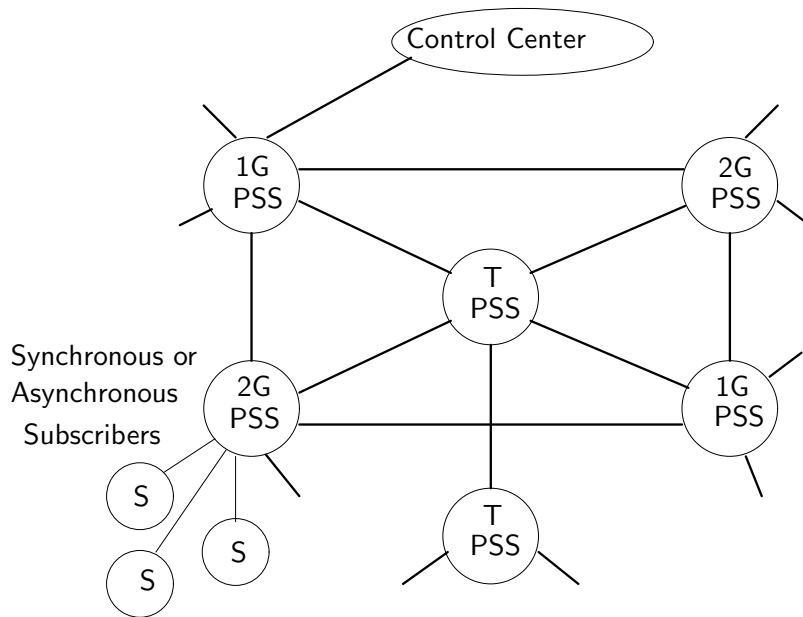 Control Center
1G
PSS
2G
PSS
T
PSS
Synchronous or
Asynchronous
Subscribers
2G
PSS
1G
PSS
S
S
S
T
PSS